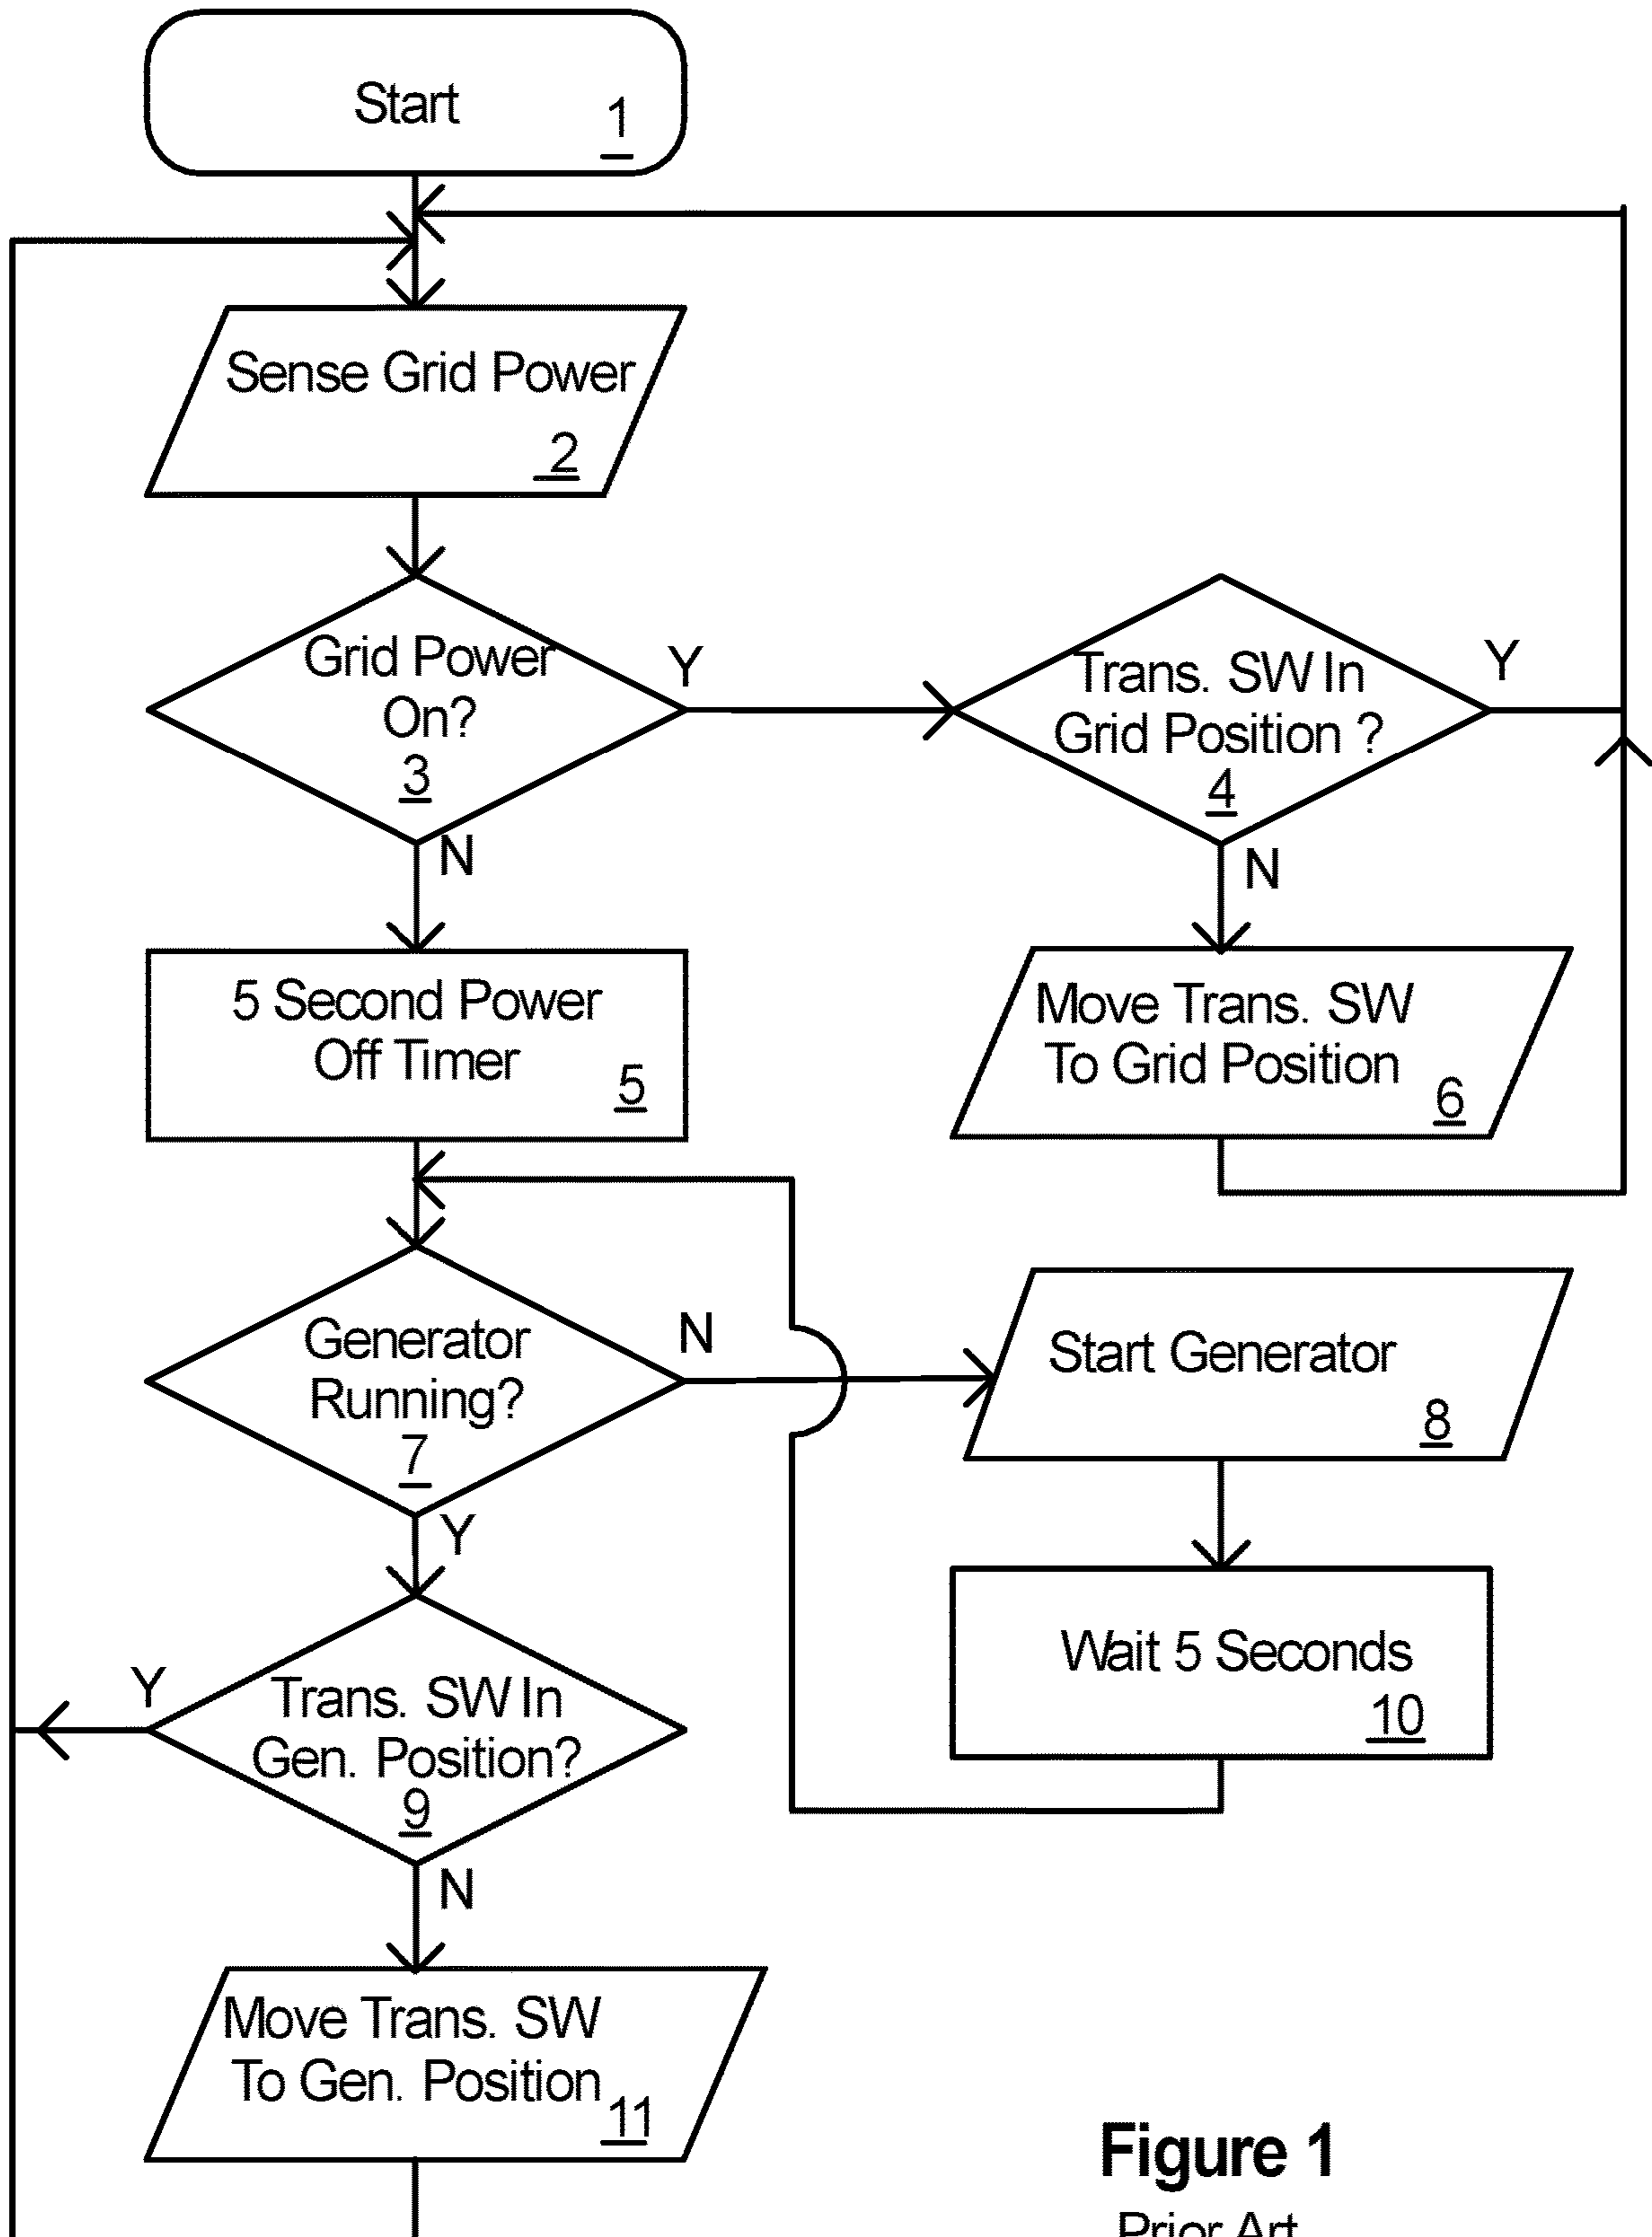 Start
1
Sense Grid Power
2
Grid Power
On?
3
Y
N
Trans. SW In
Grid Position ?
4
Y
N
5 Second Power
Off Timer
5
Move Trans. SW
To Grid Position
6
Generator
Running?
7
N
Y
Start Generator
8
Wait 5 Seconds
10
Y
Trans. SW In
Gen. Position?
9
N
Move Trans. SW
To Gen. Position
11
Figure 1
Prior Art